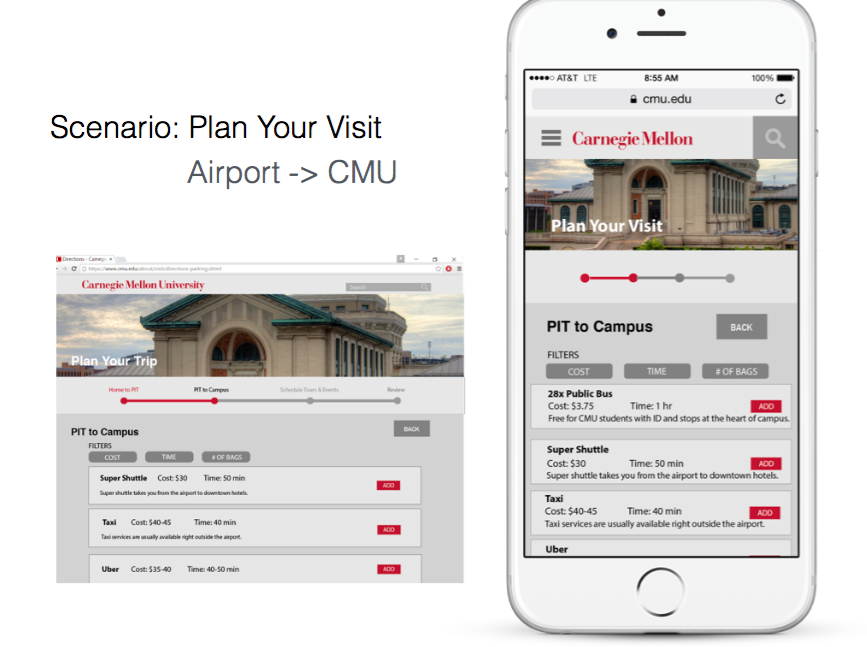 Scenario: Plan Your Visit
Airport -> CMU
Directions - Carnegi
https://www.cmu.edu/about/visit/directions-parking.shtml
Carnegie Mellon University
Search
Plan Your Trip
Home to PIT
PIT to Campus
Schedule Tours & Events
Review
PIT to Campus
BACK
FILTERS
COST
TIME
# OF BAGS
Super Shuttle Cost: $30 Time: 50 min
ADD
Super shuttle takes you from the airport to downtown hotels.
Taxi Cost: $40-45 Time: 40 min
ADD
Taxi services are usually available right outside the airport.
Uber Cost: $35-40 Time: 40-50 min
ADD
AT&T LTE 8:55 AM 100%
cmu.edu
Carnegie Mellon
Plan Your Visit
PIT to Campus
BACK
FILTERS
COST
TIME
# OF BAGS
28x Public Bus
Cost: $3.75 Time: 1 hr
ADD
Free for CMU students with ID and stops at the heart of campus.
Super Shuttle
Cost: $30 Time: 50 min
ADD
Super shuttle takes you from the airport to downtown hotels.
Taxi
Cost: $40-45 Time: 40 min
ADD
Taxi services are usually available right outside the airport.
Uber